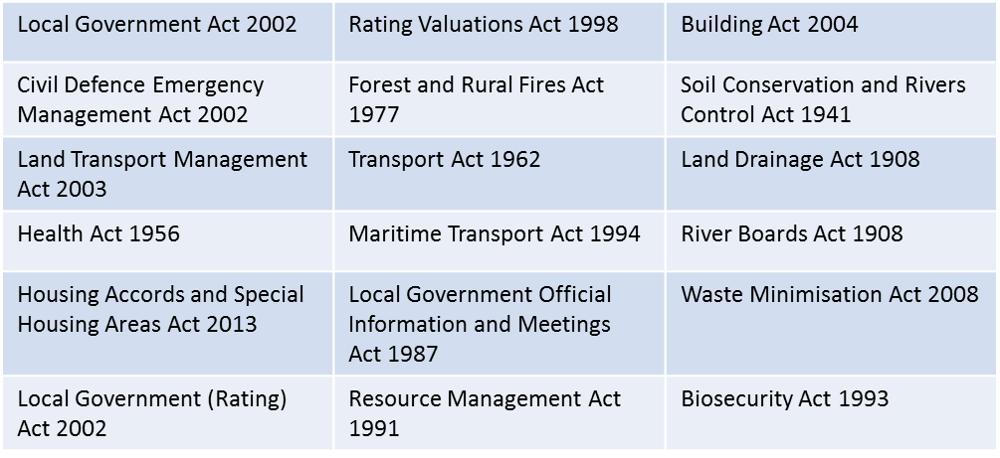 Local Government Act 2002
Rating Valuations Act 1998
Building Act 2004
Civil Defence Emergency
Management Act 2002
Forest and Rural Fires Act
1977
Soil Conservation and Rivers
Control Act 1941
Land Transport Management
Act 2003
Transport Act 1962
Land Drainage Act 1908
Health Act 1956
Maritime Transport Act 1994
River Boards Act 1908
Housing Accords and Special
Housing Areas Act 2013
Local Government Official
Information and Meetings
Act 1987
Waste Minimisation Act 2008
Local Government (Rating)
Act 2002
Resource Management Act
1991
Biosecurity Act 1993